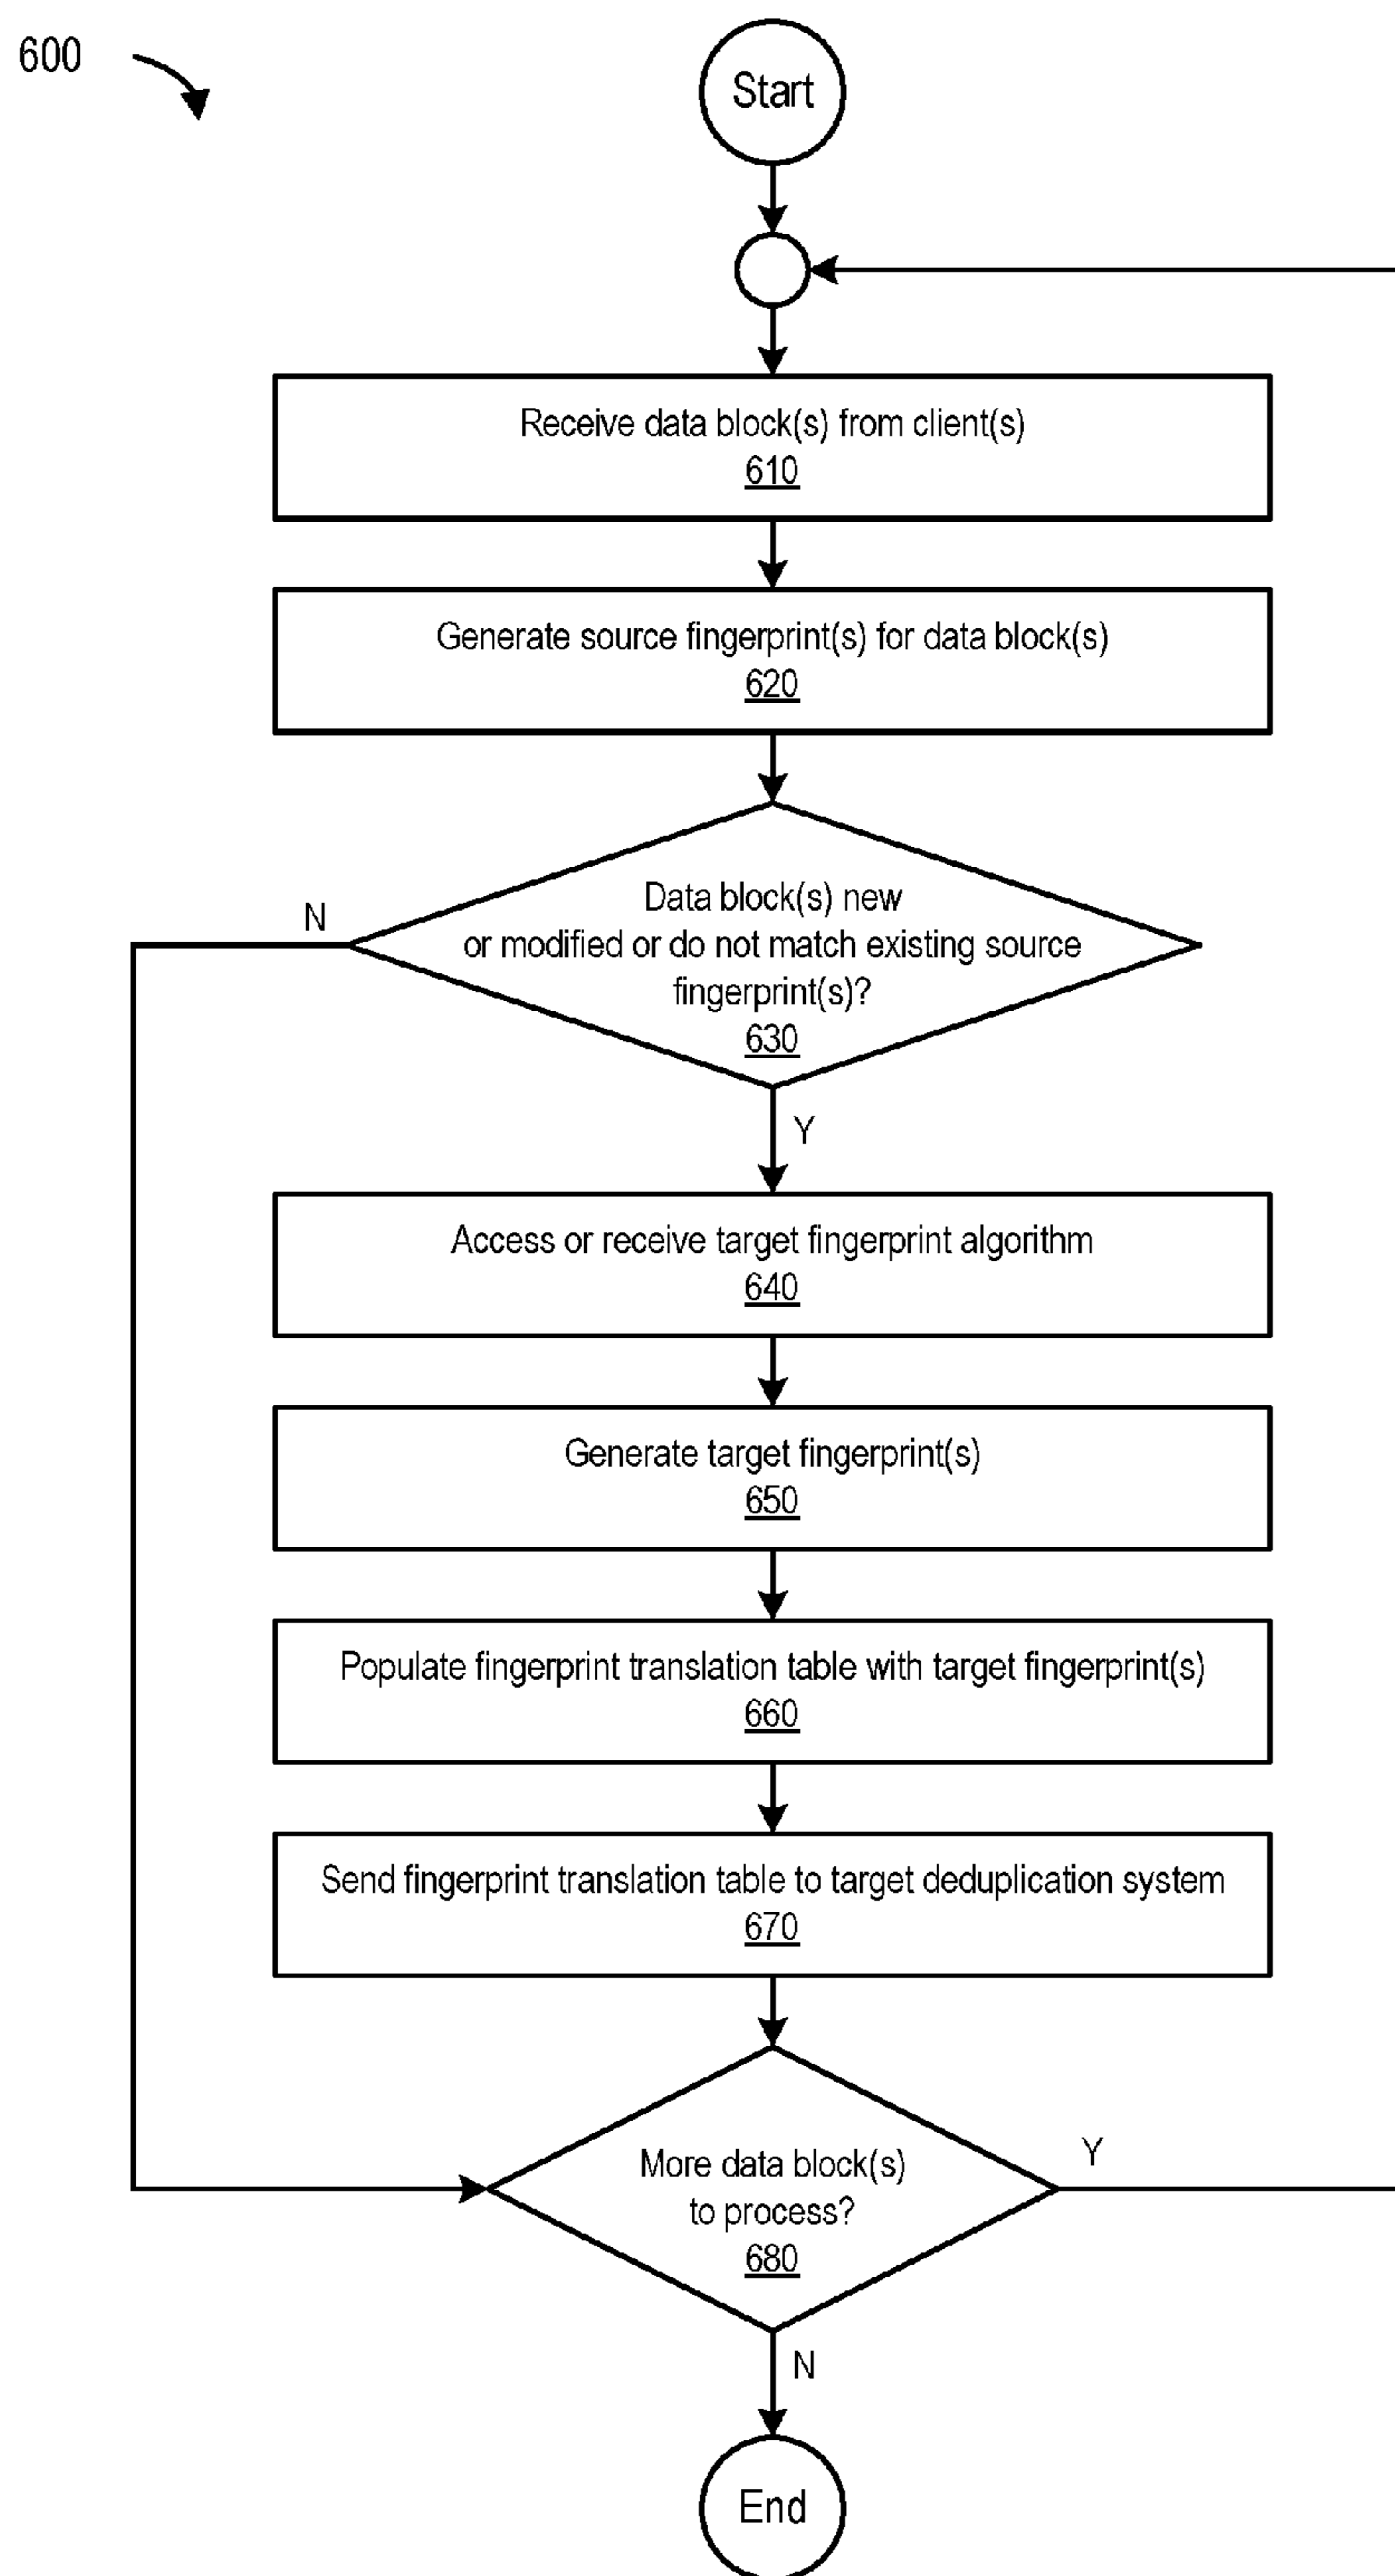 600
Start
Receive data block(s) from client(s)
610
Generate source fingerprint(s) for data block(s)
620
Data block(s) new
or modified or do not match existing source
fingerprint(s)?
630
N
Y
Access or receive target fingerprint algorithm
640
Generate target fingerprint(s)
650
Populate fingerprint translation table with target fingerprint(s)
660
Send fingerprint translation table to target deduplication system
670
More data block(s)
to process?
680
Y
N
End